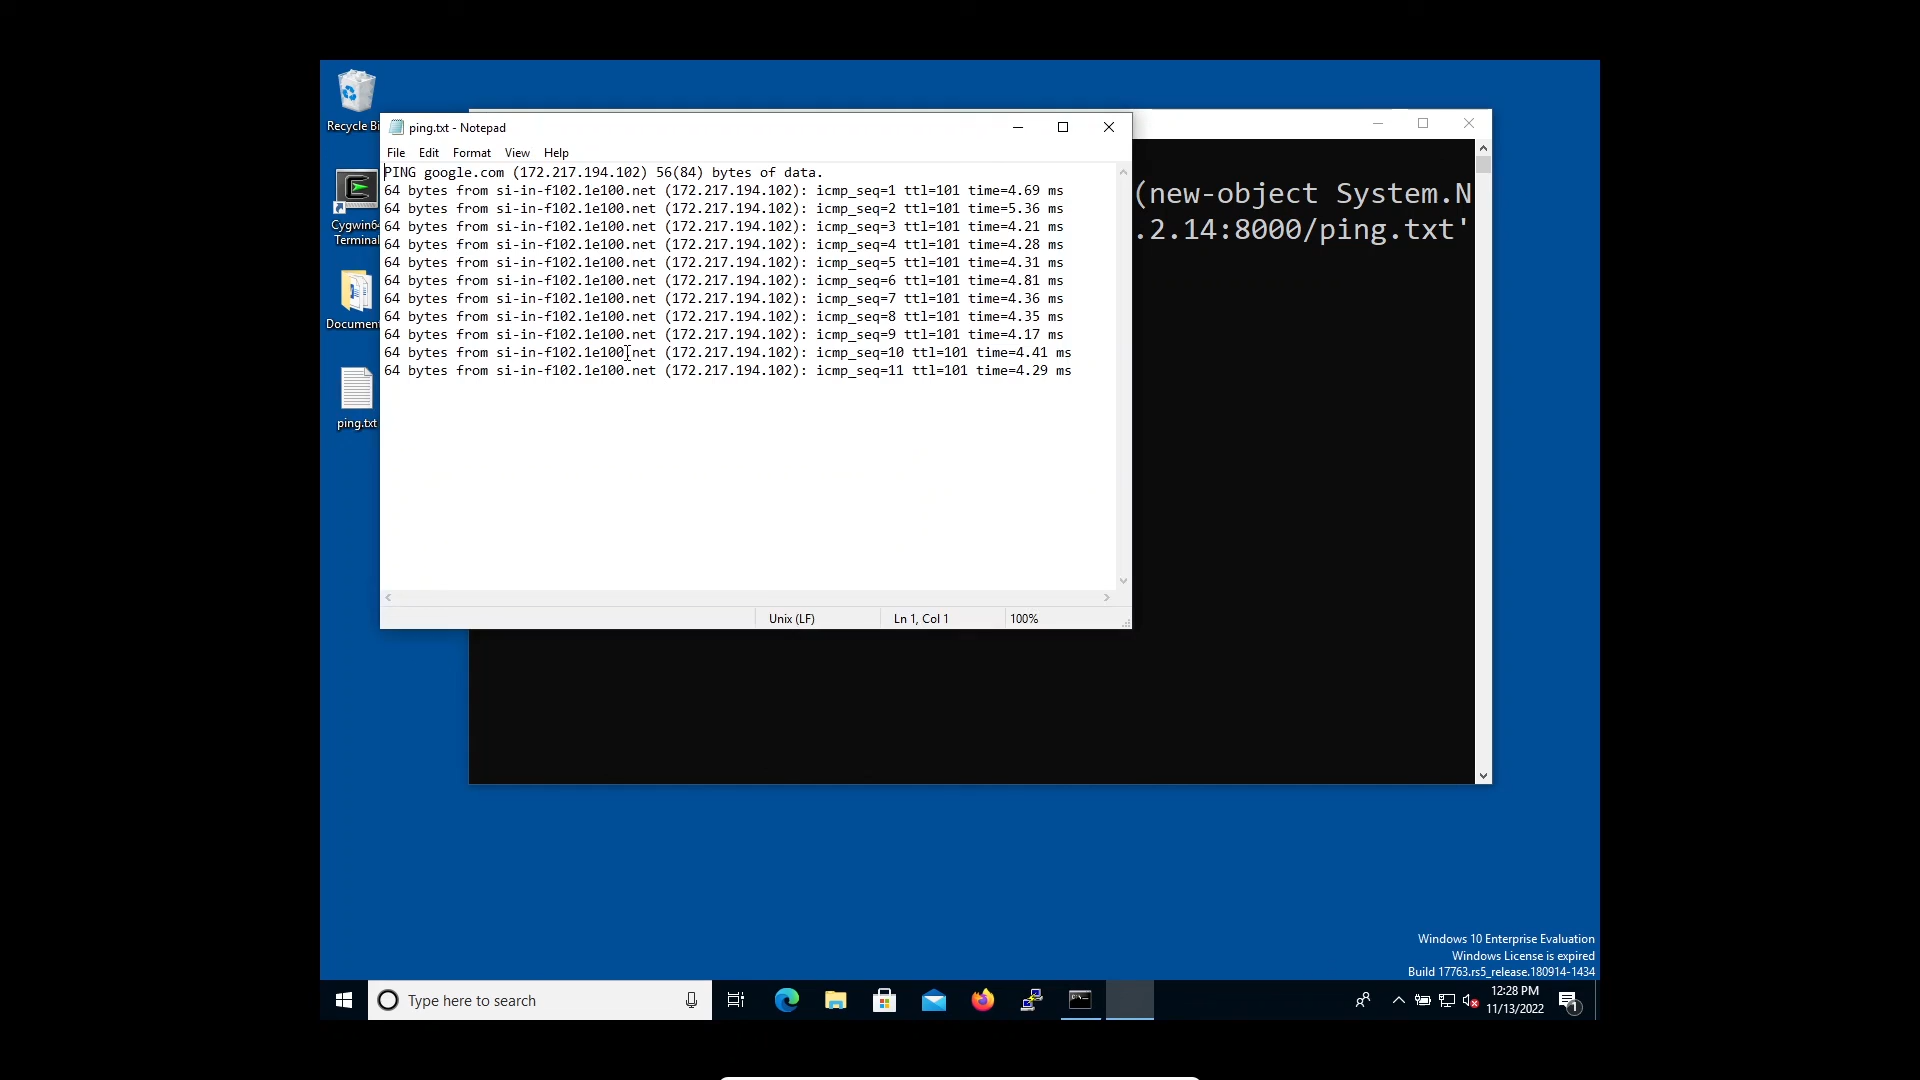 Recycle Bi
ping.txt - Notepad
File Edit Format View Help
PING google.com (172.217.194.102) 56(84) bytes of data.
64 bytes from si-in-f102.1e100.net (172.217.194.102): icmp_seq=1 ttl=101 time=4.69 ms
64 bytes from si-in-f102.1e100.net (172.217.194.102): icmp_seq=2 ttl=101 time=5.36 ms
64 bytes from si-in-f102.1e100.net (172.217.194.102): icmp_seq=3 ttl=101 time=4.21 ms
64 bytes from si-in-f102.1e100.net (172.217.194.102): icmp_seq=4 ttl=101 time=4.28 ms
64 bytes from si-in-f102.1e100.net (172.217.194.102): icmp_seq=5 ttl=101 time=4.31 ms
64 bytes from si-in-f102.1e100.net (172.217.194.102): icmp_seq=6 ttl=101 time=4.81 ms
64 bytes from si-in-f102.1e100.net (172.217.194.102): icmp_seq=7 ttl=101 time=4.36 ms
64 bytes from si-in-f102.1e100.net (172.217.194.102): icmp_seq=8 ttl=101 time=4.35 ms
64 bytes from si-in-f102.1e100.net (172.217.194.102): icmp_seq=9 ttl=101 time=4.17 ms
64 bytes from si-in-f102.1e100.net (172.217.194.102): icmp_seq=10 ttl=101 time=4.41 ms
64 bytes from si-in-f102.1e100.net (172.217.194.102): icmp_seq=11 ttl=101 time=4.29 ms
Unix (LF) Ln 1, Col 1 100%
(new-object System.N
.2.14:8000/ping.txt'
Cygwin64
Terminal
Document
ping.txt
Windows 10 Enterprise Evaluation
Windows License is expired
Build 17763.rs5_release.180914-1434
Type here to search
12:28 PM
11/13/2022
1